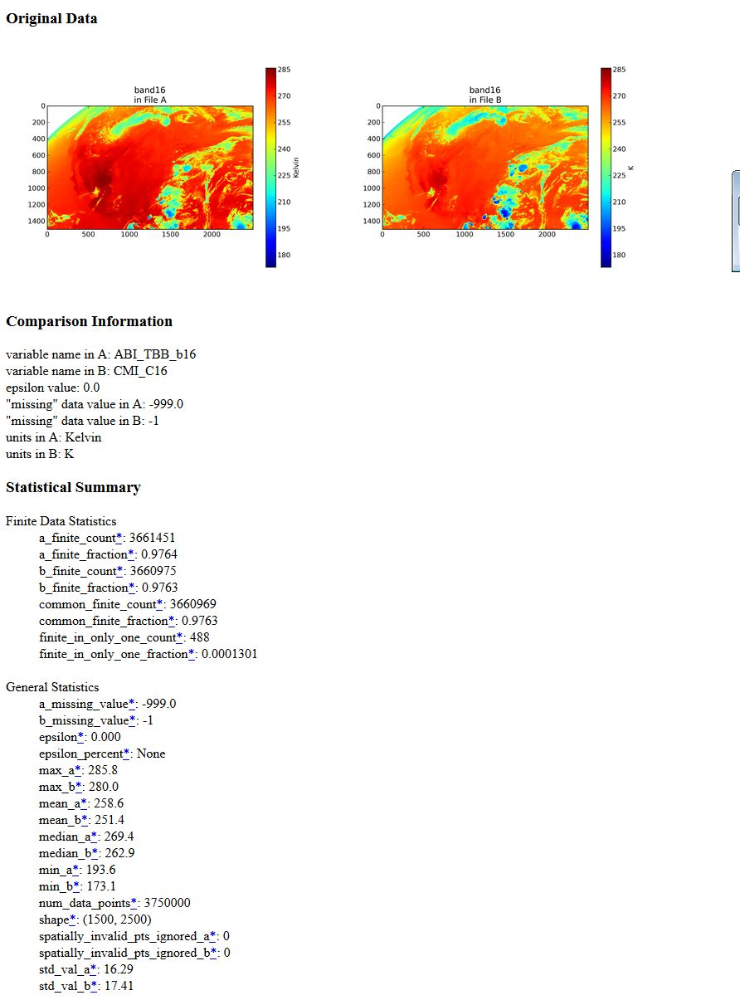 Original Data
band16
in File A
0
200
400
600
800
1000
1200
1400
0 500 1000 1500 2000
285
270
255
240
225
210
195
180
Kelvin
band16
in File B
0
200
400
600
800
1000
1200
1400
0 500 1000 1500 2000
285
270
255
240
225
210
195
180
K
Comparison Information
variable name in A: ABI_TBB_b16
variable name in B: CMI_C16
epsilon value: 0.0
"missing" data value in A: -999.0
"missing" data value in B: -1
units in A: Kelvin
units in B: K
Statistical Summary
Finite Data Statistics
a_finite_count*: 3661451
a_finite_fraction*: 0.9764
b_finite_count*: 3660975
b_finite_fraction*: 0.9763
common_finite_count*: 3660969
common_finite_fraction*: 0.9763
finite_in_only_one_count*: 488
finite_in_only_one_fraction*: 0.0001301
General Statistics
a_missing_value*: -999.0
b_missing_value*: -1
epsilon*: 0.000
epsilon_percent*: None
max_a*: 285.8
max_b*: 280.0
mean_a*: 258.6
mean_b*: 251.4
median_a*: 269.4
median_b*: 262.9
min_a*: 193.6
min_b*: 173.1
num_data_points*: 3750000
shape*: (1500, 2500)
spatially_invalid_pts_ignored_a*: 0
spatially_invalid_pts_ignored_b*: 0
std_val_a*: 16.29
std_val_b*: 17.41